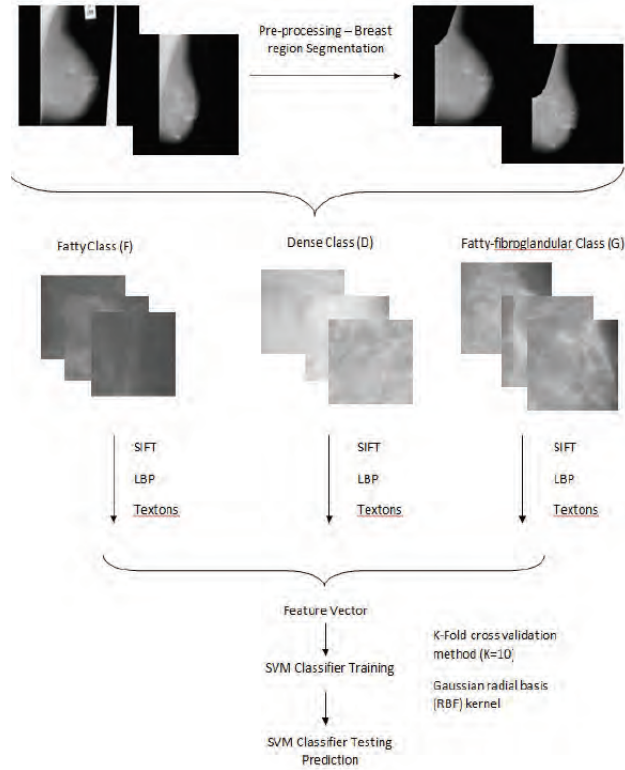 Pre-processing – Breast
region Segmentation
Fatty Class (F)
Dense Class (D)
Fatty-fibroglandular Class (G)
SIFT
LBP
Textons
SIFT
LBP
Textons
SIFT
LBP
Textons
Feature Vector
K-Fold cross validation
method (K=10)
SVM Classifier Training
Gaussian radial basis
(RBF) kernel
SVM Classifier Testing
Prediction